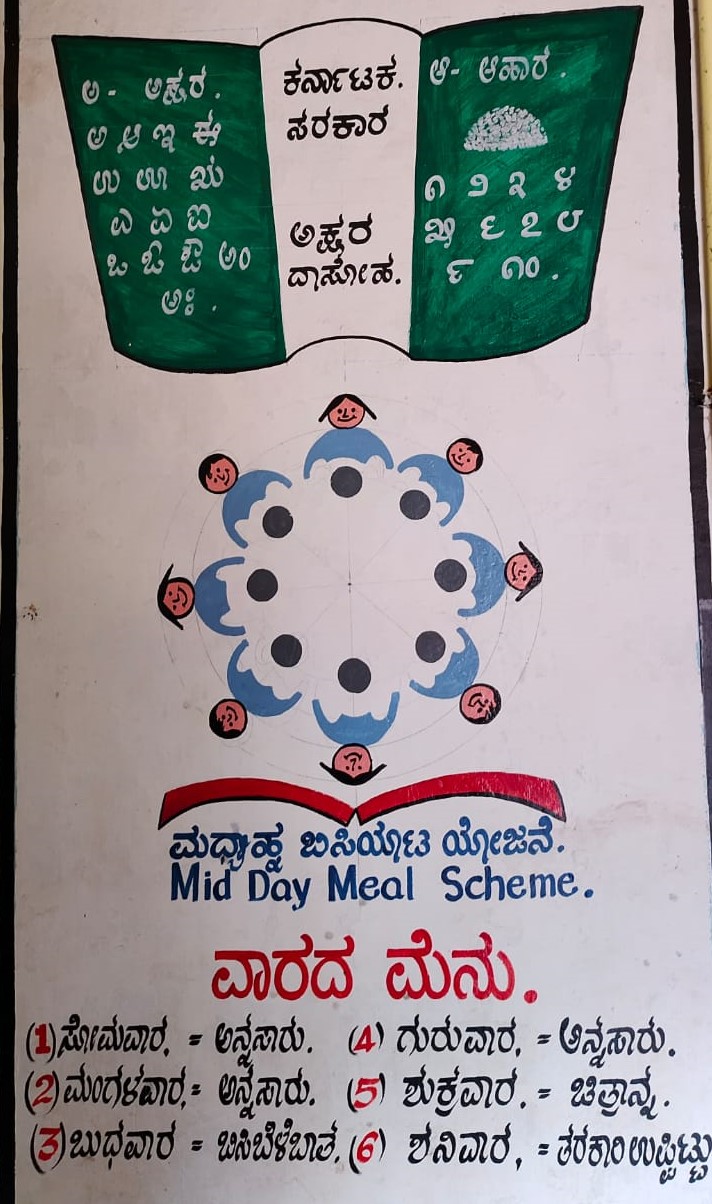 ಅ - ಅಕ್ಷರ .
ಅ ಆ ಇ ಈ
ಉ ಊ ಋ
ಎ ಏ ಐ
ಒ ಓ ಔ ಅಂ
ಅಃ .
ಕರ್ನಾಟಕ.
ಸರಕಾರ
ಅಕ್ಷರ
ದಾಸೋಹ.
ಆ - ಆಹಾರ .
೧ ೨ ೩ ೪
೫ ೬ ೭ ೮
೯ ೧೦ .
ಮಧ್ಯಾಹ್ನ ಬಿಸಿಯೂಟ ಯೋಜನೆ.
Mid Day Meal Scheme.
ವಾರದ ಮೆನು.
(1) ಸೋಮವಾರ, = ಅನ್ನಸಾರು. (4) ಗುರುವಾರ, = ಅನ್ನಸಾರು.
(2) ಮಂಗಳವಾರ, = ಅನ್ನಸಾರು. (5) ಶುಕ್ರವಾರ, = ಚಿತ್ರಾನ್ನ.
(3) ಬುಧವಾರ = ಬಿಸಿಬೆಳೆಬಾತ, (6) ಶನಿವಾರ, = ತರಕಾರಿ ಉಪ್ಪಿಟ್ಟು